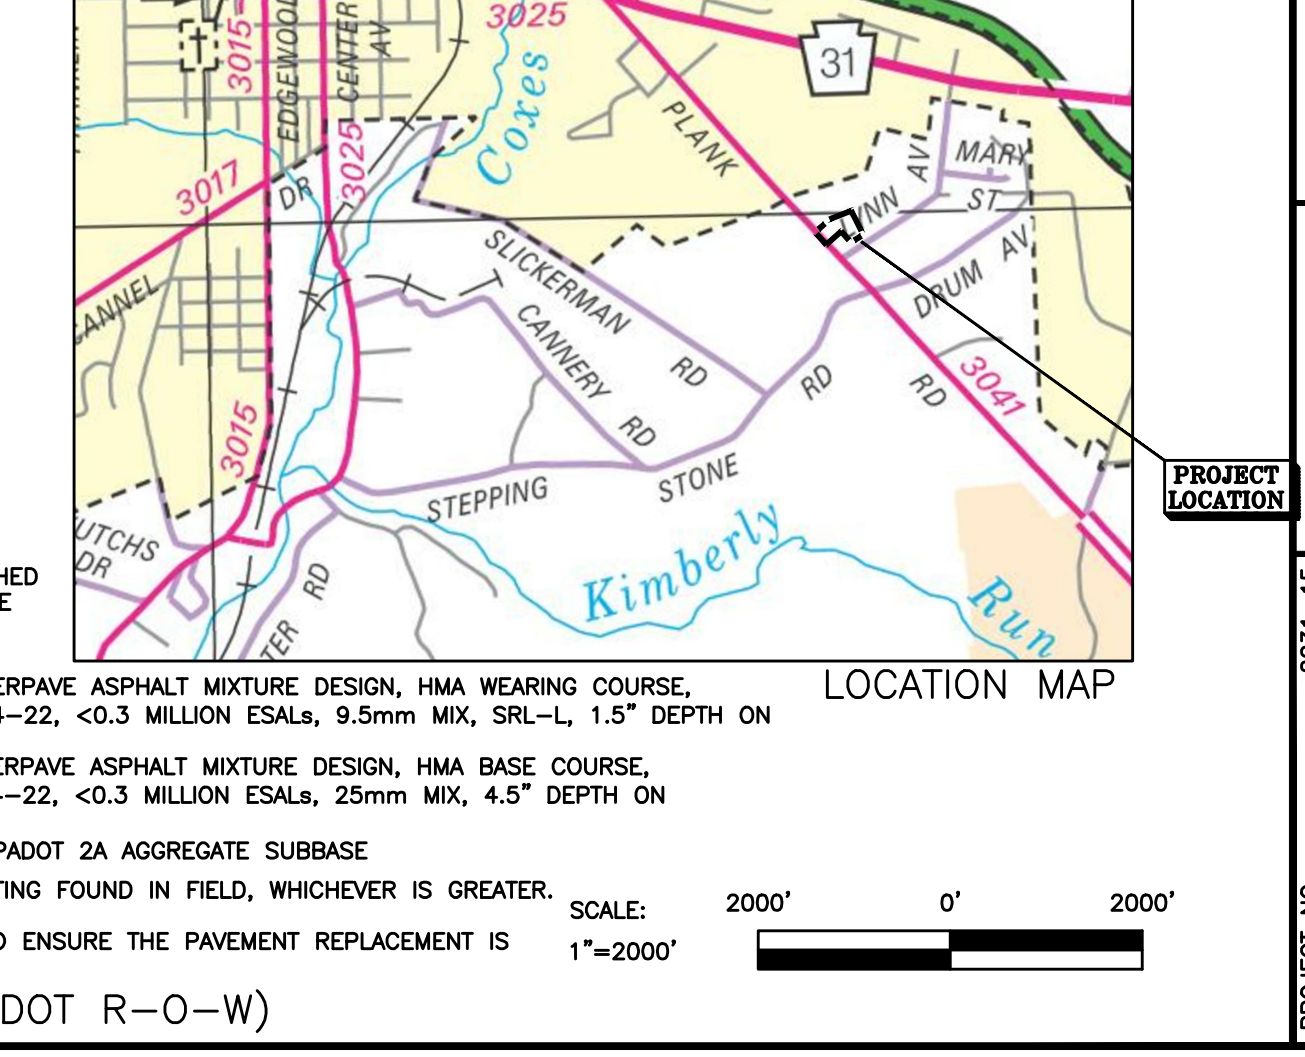 3025
3015
EDGEWOOD
CENTER
AV
31
Coxes
PLANK
3025
3017
DR
MARY
AV
LYNN
ST
SLICKERMAN
RD
CANNEL
CANNERY
RD
DRUM AV
RD
RD
3041
3015
STEPPING STONE
PROJECT
LOCATION
UTCHS
DR
RD
TER
Kimberly
Run
HED
E
LOCATION MAP
ERPAVE ASPHALT MIXTURE DESIGN, HMA WEARING COURSE,
-22, <0.3 MILLION ESALs, 9.5mm MIX, SRL-L, 1.5" DEPTH ON
ERPAVE ASPHALT MIXTURE DESIGN, HMA BASE COURSE,
-22, <0.3 MILLION ESALs, 25mm MIX, 4.5" DEPTH ON
PADOT 2A AGGREGATE SUBBASE
TING FOUND IN FIELD, WHICHEVER IS GREATER.
O ENSURE THE PAVEMENT REPLACEMENT IS
SCALE:
1"=2000'
2000' 0' 2000'
DOT R-O-W)